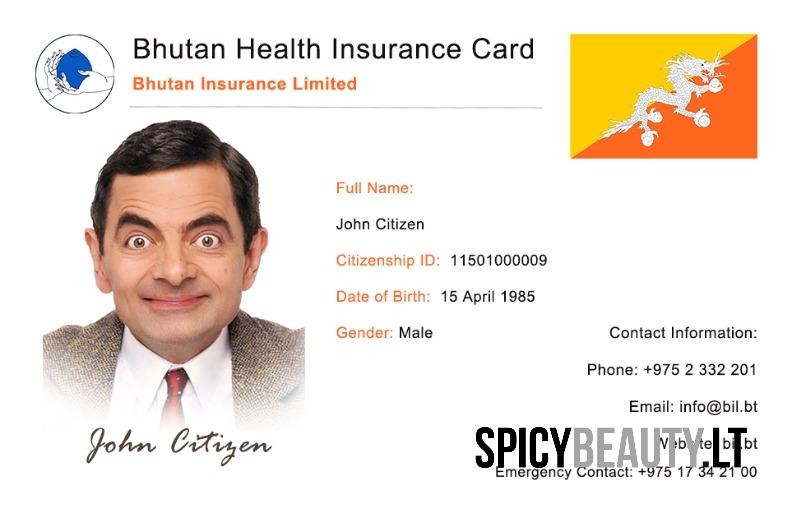 Bhutan Health Insurance Card
Bhutan Insurance Limited
Full Name:
John Citizen
Citizenship ID: 11501000009
Date of Birth: 15 April 1985
Gender: Male
Contact Information:
Phone: +975 2 332 201
Email: info@bil.bt
Website: bil.bt
SPICYBEAUTY.LT
Emergency Contact: +975 17 34 21 00
John Citizen